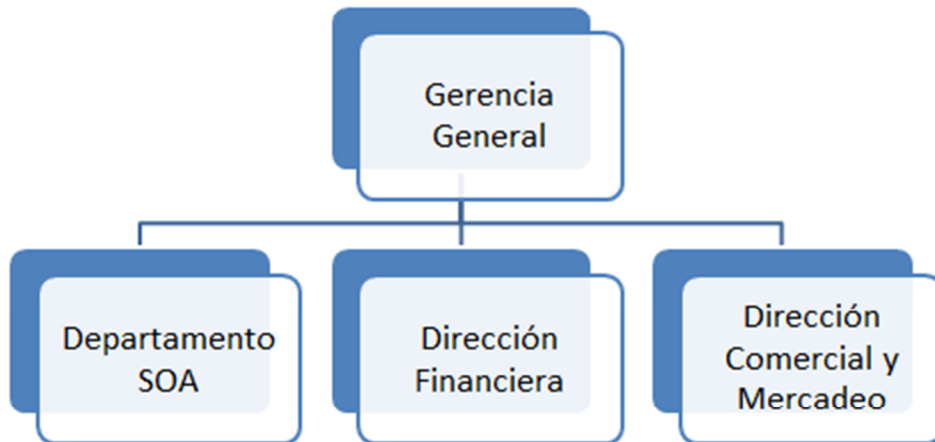 Gerencia
General
Departamento
SOA
Dirección
Financiera
Dirección
Comercial y
Mercadeo